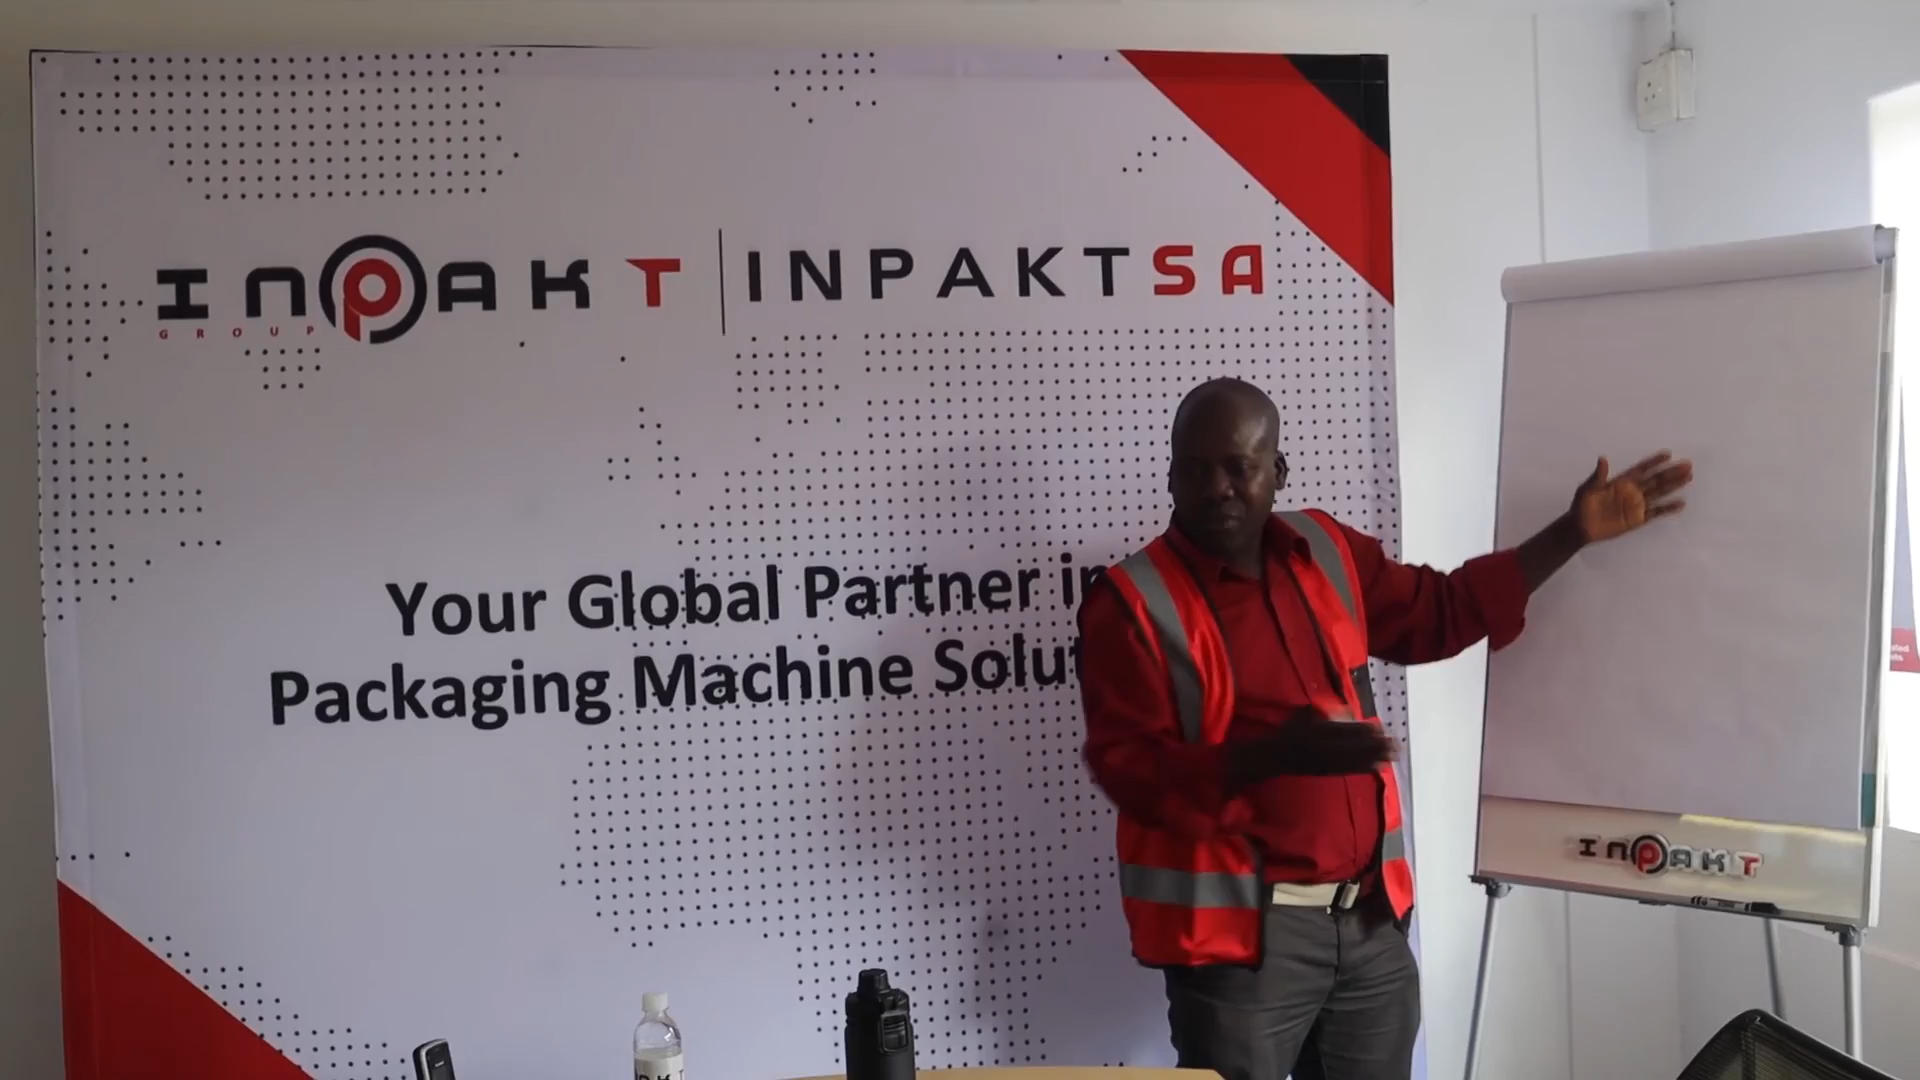 INPAKT
GROUP
INPAKTSA
Your Global Partner in
Packaging Machine Solut
INPAKT